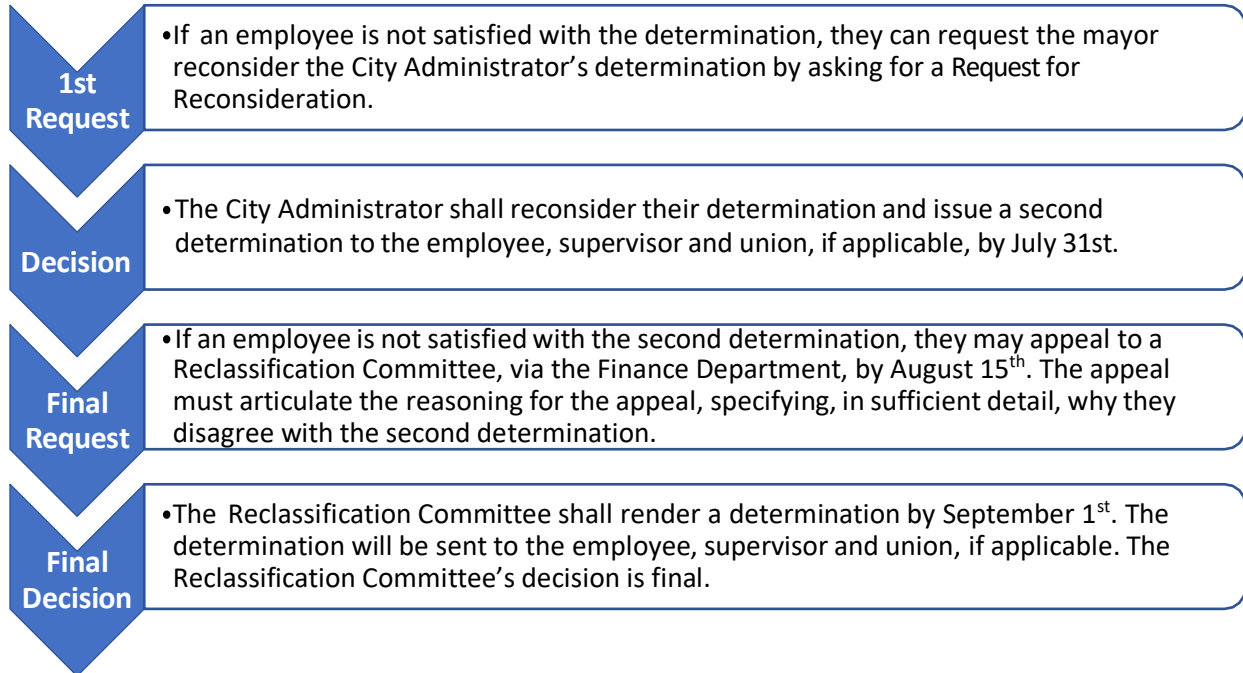 1st
Request
•If an employee is not satisfied with the determination, they can request the mayor
reconsider the City Administrator’s determination by asking for a Request for
Reconsideration.
Decision
•The City Administrator shall reconsider their determination and issue a second
determination to the employee, supervisor and union, if applicable, by July 31st.
Final
Request
•If an employee is not satisfied with the second determination, they may appeal to a
Reclassification Committee, via the Finance Department, by August 15th. The appeal
must articulate the reasoning for the appeal, specifying, in sufficient detail, why they
disagree with the second determination.
Final
Decision
•The Reclassification Committee shall render a determination by September 1st. The
determination will be sent to the employee, supervisor and union, if applicable. The
Reclassification Committee’s decision is final.